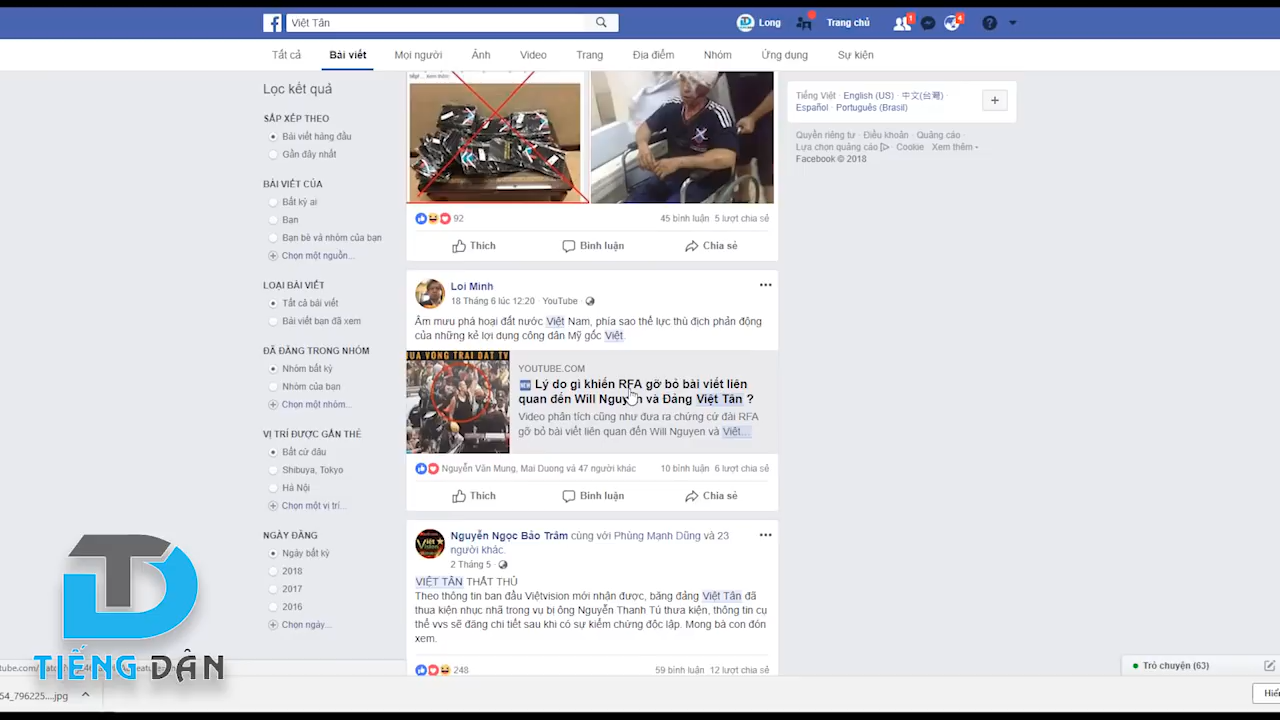 Việt Tân
Long
Trang chủ
1
4
Tất cả
Bài viết
Mọi người
Ảnh
Video
Trang
Địa điểm
Nhóm
Ứng dụng
Sự kiện
Lọc kết quả
SẮP XẾP THEO
Bài viết hàng đầu
Gần đây nhất
BÀI VIẾT CỦA
Bất kỳ ai
Bạn
Bạn bè và nhóm của bạn
Chọn một nguồn...
LOẠI BÀI VIẾT
Tất cả bài viết
Bài viết bạn đã xem
ĐÃ ĐĂNG TRONG NHÓM
Nhóm bất kỳ
Nhóm của bạn
Chọn một nhóm...
VỊ TRÍ ĐƯỢC GẮN THẺ
Bất cứ đâu
Shibuya, Tokyo
Hà Nội
Chọn một vị trí...
NGÀY ĐĂNG
Ngày bất kỳ
2018
2017
2016
Chọn ngày...
92
45 bình luận 5 lượt chia sẻ
Thích Bình luận Chia sẻ
Loi Minh
18 Tháng 6 lúc 12:20 · YouTube ·
Âm mưu phá hoại đất nước Việt Nam, phía sao thế lực thù địch phản động
của những kẻ lợi dụng công dân Mỹ gốc Việt.
VONG TRAI DAT TV
YOUTUBE.COM
NEW Lý do gì khiến RFA gỡ bỏ bài viết liên
quan đến Will Nguyen và Đảng Việt Tân ?
Video phân tích cũng như đưa ra chứng cứ đài RFA
gỡ bỏ bài viết liên quan đến Will Nguyen và Việt...
Nguyễn Văn Mung, Mai Duong và 47 người khác
10 bình luận 6 lượt chia sẻ
Thích Bình luận Chia sẻ
Nguyễn Ngọc Bảo Trâm cùng với Phùng Mạnh Dũng và 23
người khác.
2 Tháng 5 ·
VIỆT TÂN THẤT THỦ
Theo thông tin ban đầu Việtvision mới nhận được, băng đảng Việt Tân đã
thua kiện nhục nhã trong vụ bị ông Nguyễn Thanh Tú thưa kiện, thông tin cụ
thể vvs sẽ đăng chi tiết sau khi có sự kiểm chứng độc lập. Mong bà con đón
xem.
248
59 bình luận 12 lượt chia sẻ
Tiếng Việt · English (US) · 中文(台灣) ·
Español · Português (Brasil)
Quyền riêng tư · Điều khoản · Quảng cáo ·
Lựa chọn quảng cáo · Cookie · Xem thêm
Facebook © 2018
TIẾNG DÂN
54_796225....jpg
Trò chuyện (63)